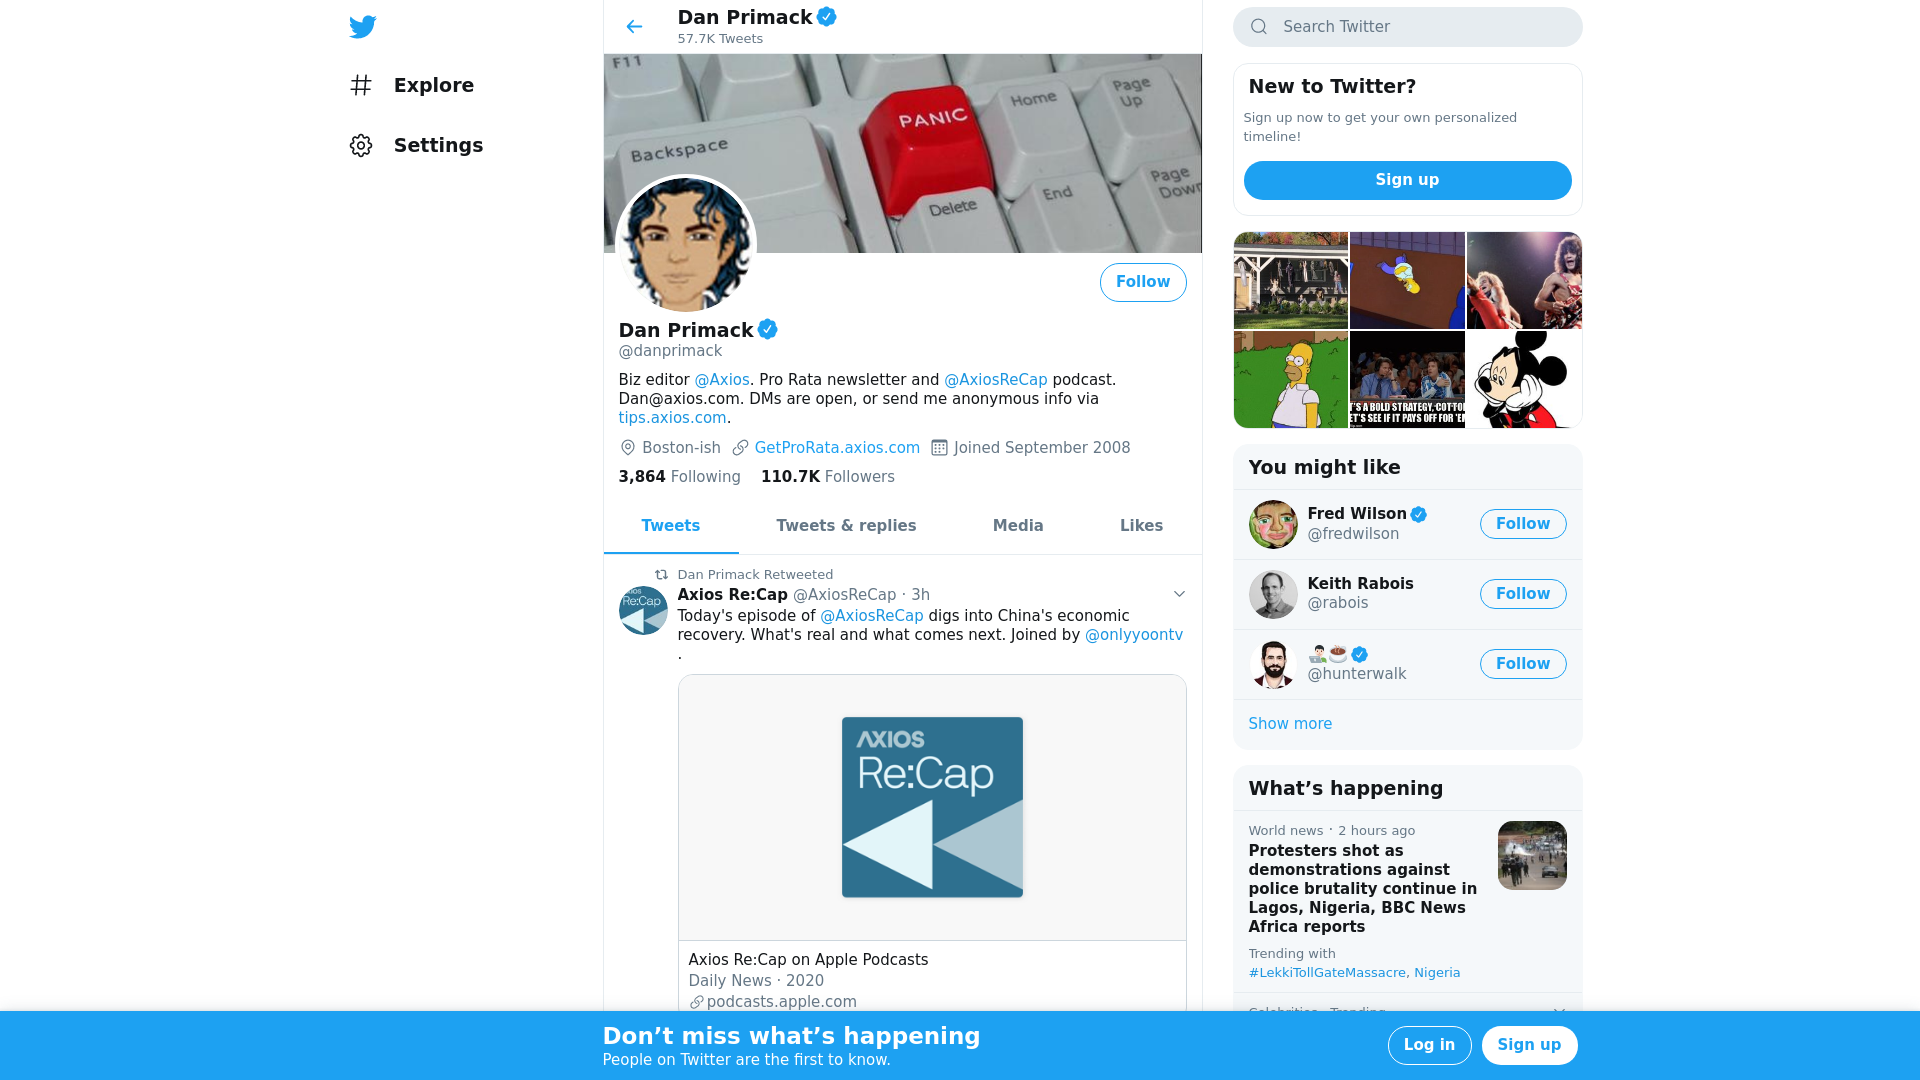 Explore
Settings
Dan Primack
57.7K Tweets
F11
PANIC
Home
Page
Up
Backspace
Delete
End
Page
Down
Follow
Dan Primack
@danprimack
Biz editor @Axios. Pro Rata newsletter and @AxiosReCap podcast.
Dan@axios.com. DMs are open, or send me anonymous info via
tips.axios.com.
Boston-ish GetProRata.axios.com Joined September 2008
3,864 Following 110.7K Followers
Tweets Tweets & replies Media Likes
Dan Primack Retweeted
Axios Re:Cap @AxiosReCap · 3h
Today's episode of @AxiosReCap digs into China's economic
recovery. What's real and what comes next. Joined by @onlyyoontv
.
AXIOS
Re:Cap
Axios Re:Cap on Apple Podcasts
Daily News · 2020
podcasts.apple.com
Search Twitter
New to Twitter?
Sign up now to get your own personalized
timeline!
Sign up
T'S A BOLD STRATEGY, COTTO
ET'S SEE IF IT PAYS OFF FOR 'E
You might like
Fred Wilson
@fredwilson
Follow
Keith Rabois
@rabois
Follow
@hunterwalk
Follow
Show more
What’s happening
World news · 2 hours ago
Protesters shot as
demonstrations against
police brutality continue in
Lagos, Nigeria, BBC News
Africa reports
Trending with
#LekkiTollGateMassacre, Nigeria
Celebrities · Trending
Don’t miss what’s happening
People on Twitter are the first to know.
Log in
Sign up